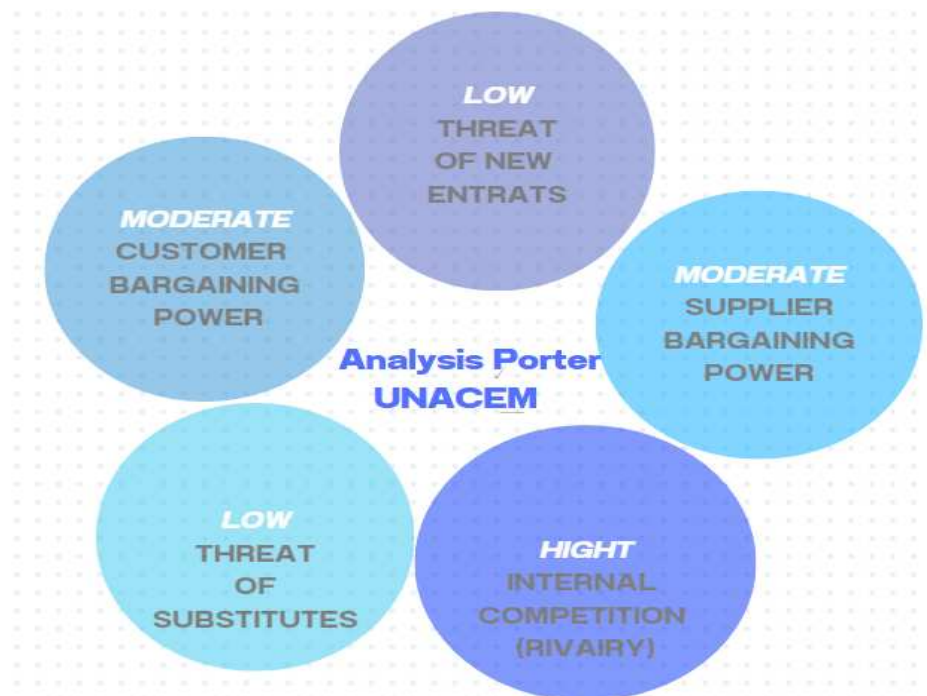 LOW
THREAT
OF NEW
ENTRATS
MODERATE
CUSTOMER
BARGAINING
POWER
MODERATE
SUPPLIER
BARGAINING
POWER
Analysis Porter
UNACEM
LOW
THREAT
OF
SUBSTITUTES
HIGHT
INTERNAL
COMPETITION
(RIVAIRY)